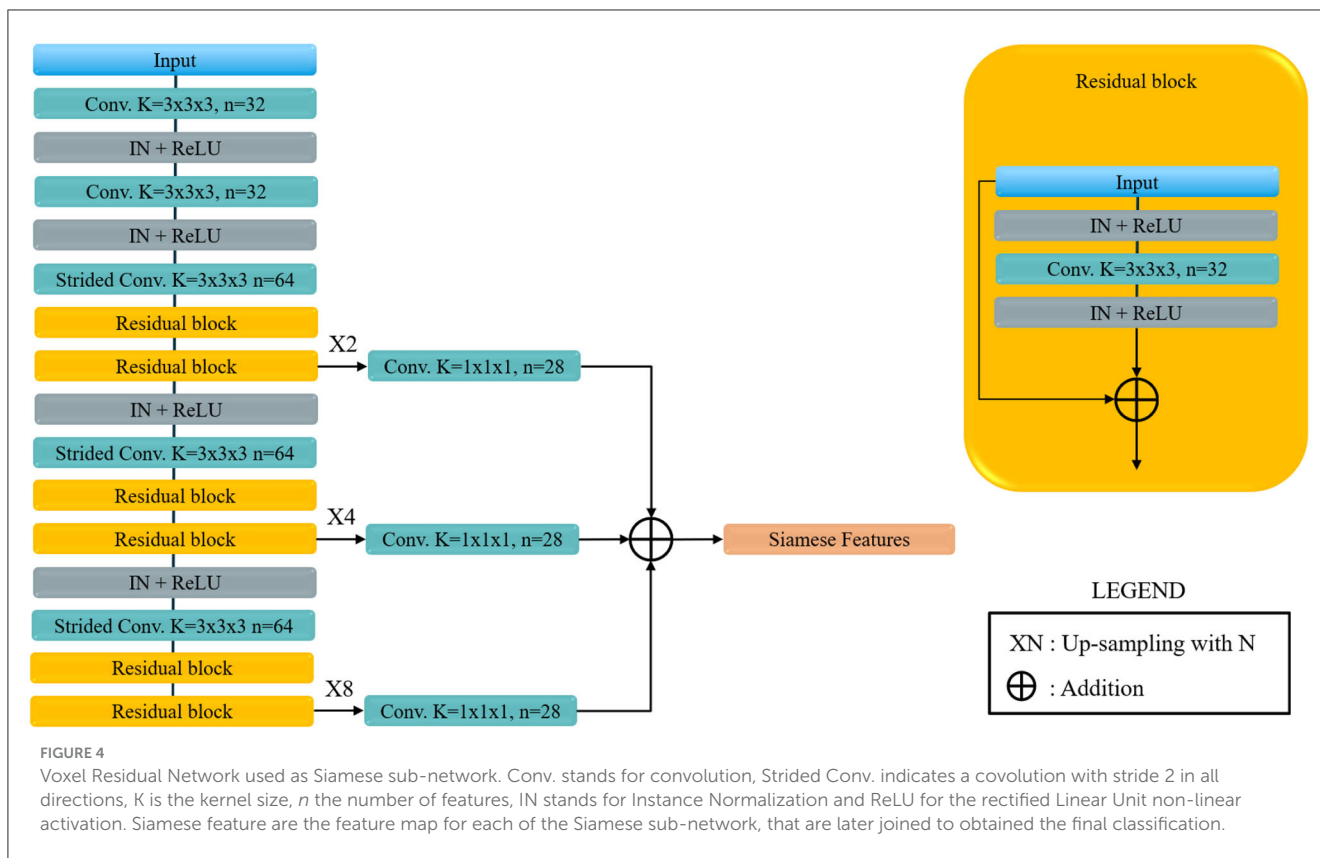 Input
Conv. K=3x3x3, n=32
IN + ReLU
Conv. K=3x3x3, n=32
IN + ReLU
Strided Conv. K=3x3x3 n=64
Residual block
Residual block
X2
Conv. K=1x1x1, n=28
IN + ReLU
Strided Conv. K=3x3x3 n=64
Residual block
Residual block
X4
Conv. K=1x1x1, n=28
Siamese Features
IN + ReLU
Strided Conv. K=3x3x3 n=64
Residual block
Residual block
X8
Conv. K=1x1x1, n=28
Residual block
Input
IN + ReLU
Conv. K=3x3x3, n=32
IN + ReLU
LEGEND
XN : Up-sampling with N
⊕ : Addition
FIGURE 4
Voxel Residual Network used as Siamese sub-network. Conv. stands for convolution, Strided Conv. indicates a covolution with stride 2 in all
directions, K is the kernel size, n the number of features, IN stands for Instance Normalization and ReLU for the rectified Linear Unit non-linear
activation. Siamese feature are the feature map for each of the Siamese sub-network, that are later joined to obtained the final classification.